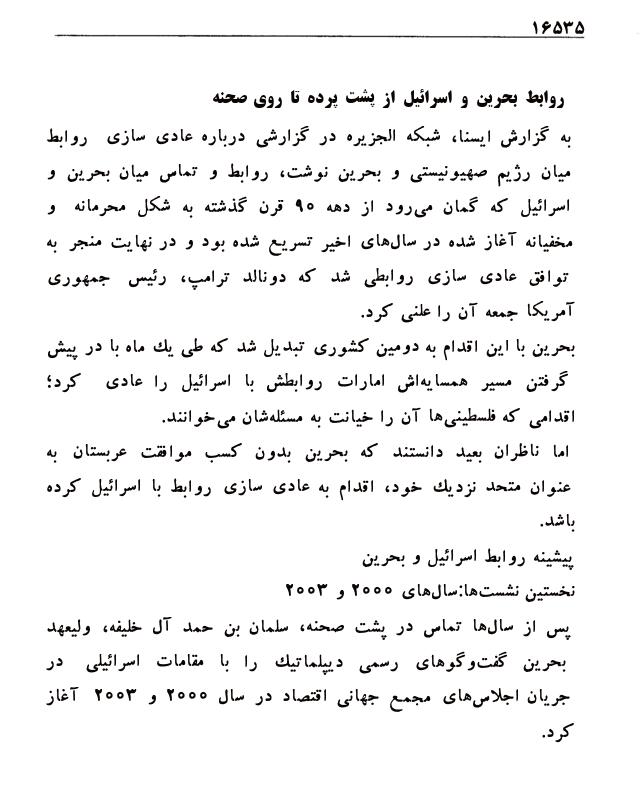 ۱۶۵۳۵
روابط بحرین و اسرائیل از پشت پرده تا روی صحنه
به گزارش ایسنا، شبکه الجزیره در گزارشی درباره عادی سازی روابط
میان رژیم صهیونیستی و بحرین نوشت، روابط و تماس میان بحرین و
اسرائیل که گمان می‌رود از دهه ۹۰ قرن گذشته به شکل محرمانه و
مخفیانه آغاز شده در سال‌های اخیر تسریع شده بود و در نهایت منجر به
توافق عادی سازی روابطی شد که دونالد ترامپ، رئیس جمهوری
آمریکا جمعه آن را علنی کرد.
بحرین با این اقدام به دومین کشوری تبدیل شد که طی یك ماه با در پیش
گرفتن مسیر همسایه‌اش امارات روابطش با اسرائیل را عادی کرد؛
اقدامی که فلسطینی‌ها آن را خیانت به مسئله‌شان می‌خوانند.
اما ناظران بعید دانستند که بحرین بدون کسب موافقت عربستان به
عنوان متحد نزدیك خود، اقدام به عادی سازی روابط با اسرائیل کرده
باشد.
پیشینه روابط اسرائیل و بحرین
نخستین نشست‌ها:سال‌های ۲۰۰۰ و ۲۰۰۳
پس از سال‌ها تماس در پشت صحنه، سلمان بن حمد آل خلیفه، ولیعهد
بحرین گفت‌وگوهای رسمی دیپلماتیك را با مقامات اسرائیلی در
جریان اجلاس‌های مجمع جهانی اقتصاد در سال ۲۰۰۰ و ۲۰۰۳ آغاز
کرد.